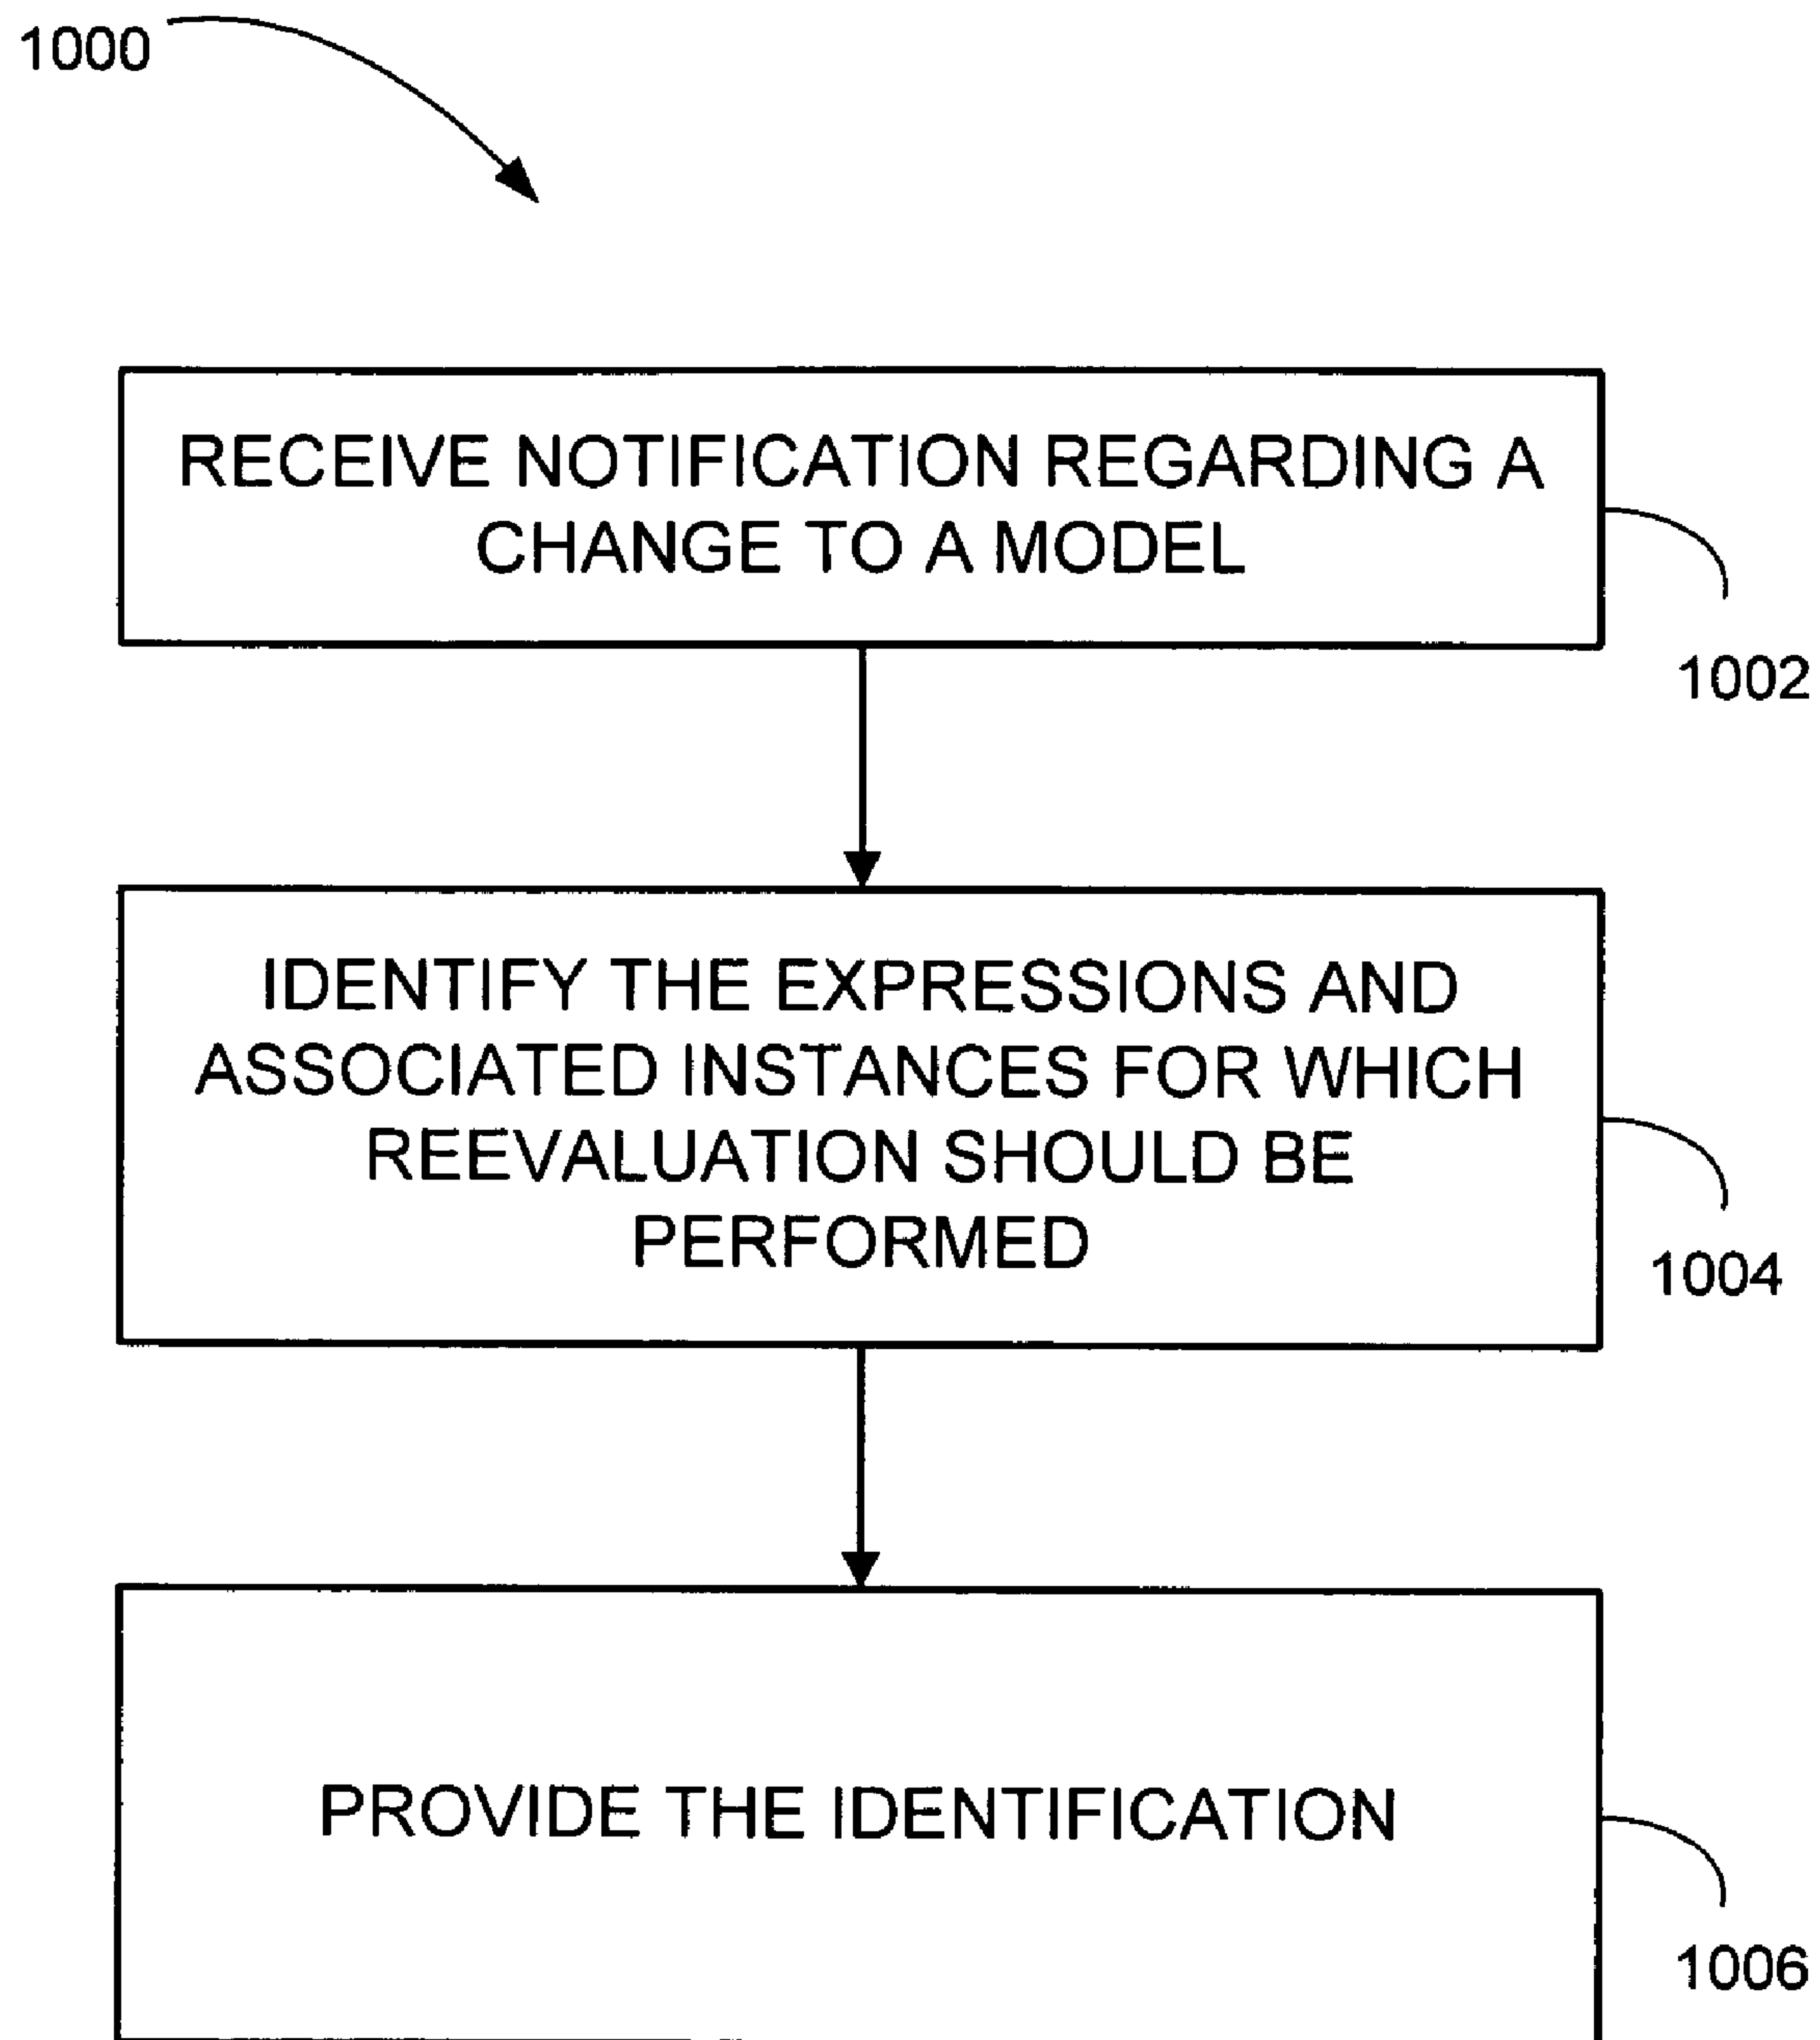 1000
RECEIVE NOTIFICATION REGARDING A
CHANGE TO A MODEL
1002
IDENTIFY THE EXPRESSIONS AND
ASSOCIATED INSTANCES FOR WHICH
REEVALUATION SHOULD BE
PERFORMED
1004
PROVIDE THE IDENTIFICATION
1006